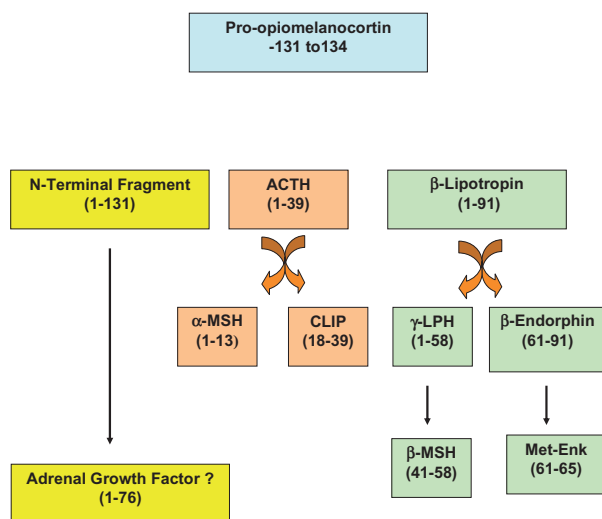 Pro-opiomelanocortin
-131 to134
N-Terminal Fragment
(1-131)
ACTH
(1-39)
β-Lipotropin
(1-91)
α-MSH
(1-13)
CLIP
(18-39)
γ-LPH
(1-58)
β-Endorphin
(61-91)
β-MSH
(41-58)
Met-Enk
(61-65)
Adrenal Growth Factor ?
(1-76)